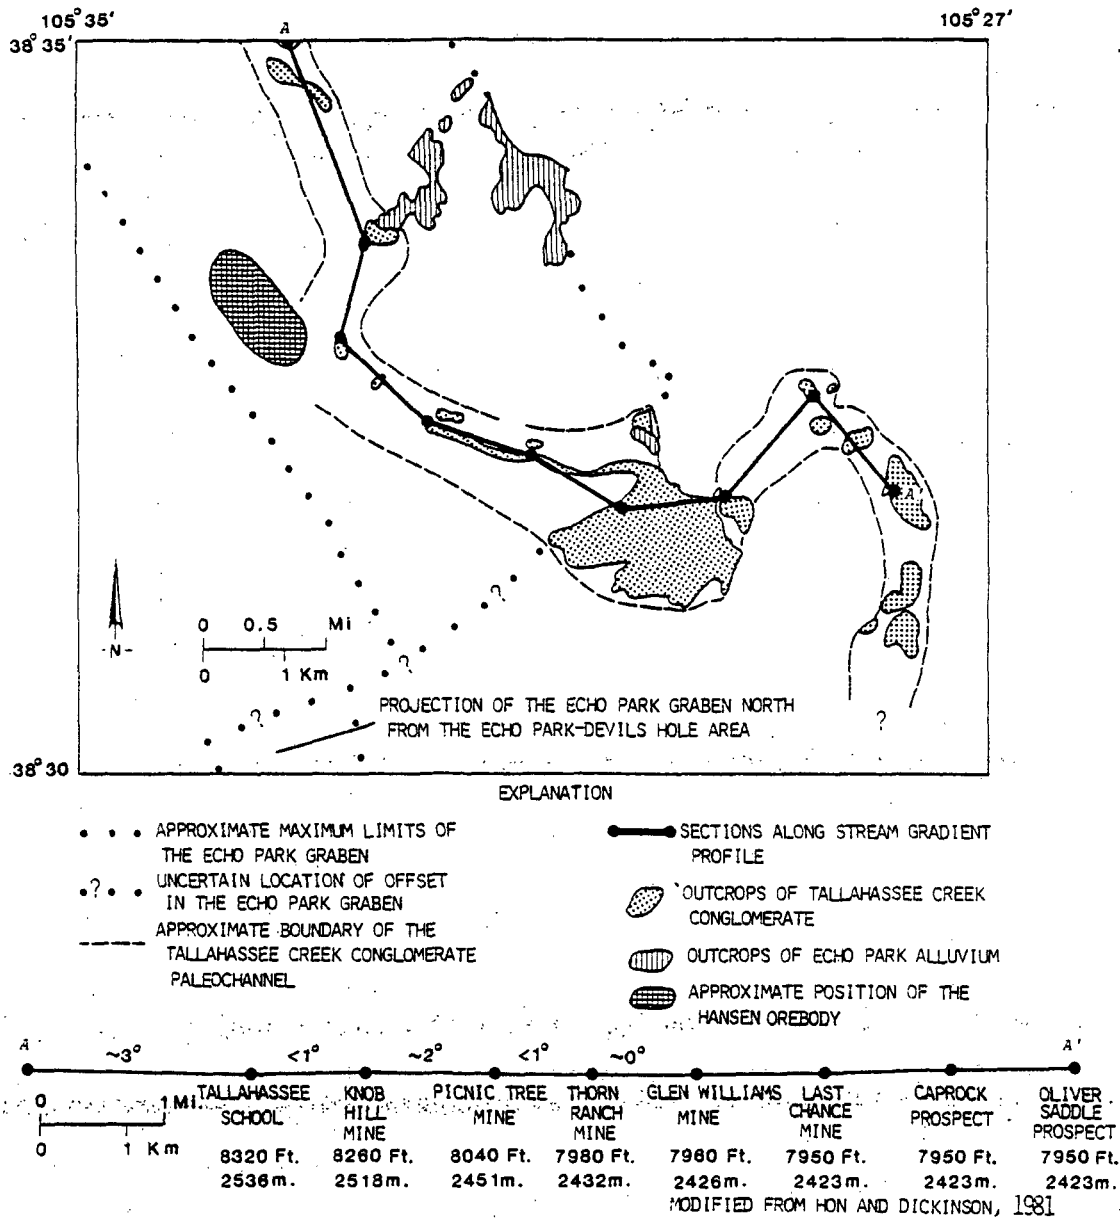 105°35'
105°27'
A
38°35'
A
?
0 0.5 Mi
-N-
0 1 Km
?
?
?
PROJECTION OF THE ECHO PARK GRABEN NORTH
FROM THE ECHO PARK-DEVILS HOLE AREA
38°30
EXPLANATION
APPROXIMATE MAXIMUM LIMITS OF
THE ECHO PARK GRABEN
? UNCERTAIN LOCATION OF OFFSET
IN THE ECHO PARK GRABEN
APPROXIMATE BOUNDARY OF THE
TALLAHASSEE CREEK CONGLOMERATE
PALEOCHANNEL
SECTIONS ALONG STREAM GRADIENT
PROFILE
OUTCROPS OF TALLAHASSEE CREEK
CONGLOMERATE
OUTCROPS OF ECHO PARK ALLUVIUM
APPROXIMATE POSITION OF THE
HANSEN OREBODY
A ~3° <1° ~2° <1° ~0° A'
0 1 Mi.
0 1 Km
TALLAHASSEE
SCHOOL
8320 Ft.
2536m.
KNOB
HILL
MINE
8260 Ft.
2518m.
PICNIC TREE
MINE
8040 Ft.
2451m.
THORN
RANCH
MINE
7980 Ft.
2432m.
GLEN WILLIAMS
MINE
7960 Ft.
2426m.
LAST
CHANCE
MINE
7950 Ft.
2423m.
CAPROCK
PROSPECT
7950 Ft.
2423m.
OLIVER
SADDLE
PROSPECT
7950 Ft.
2423m.
MODIFIED FROM HON AND DICKINSON, 1981